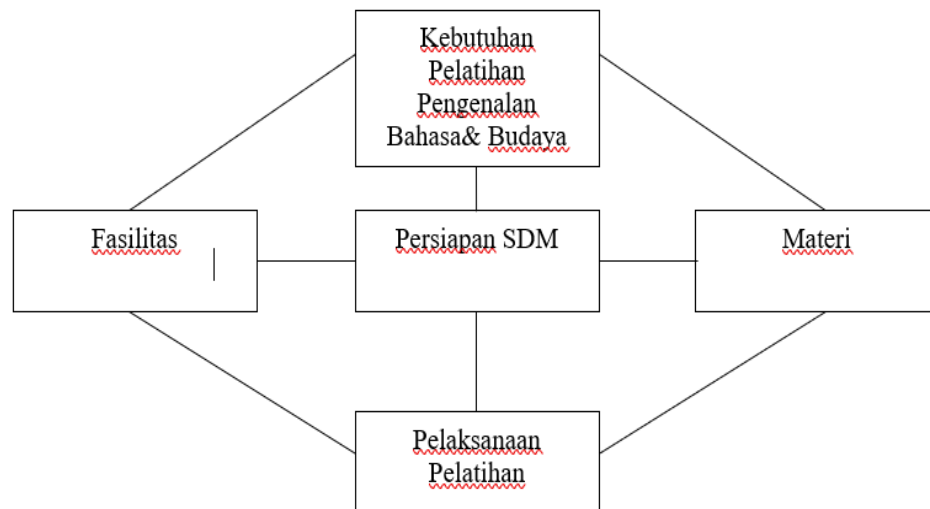 Kebutuhan
Pelatihan
Pengenalan
Bahasa& Budaya
Fasilitas
Persiapan SDM
Materi
Pelaksanaan
Pelatihan